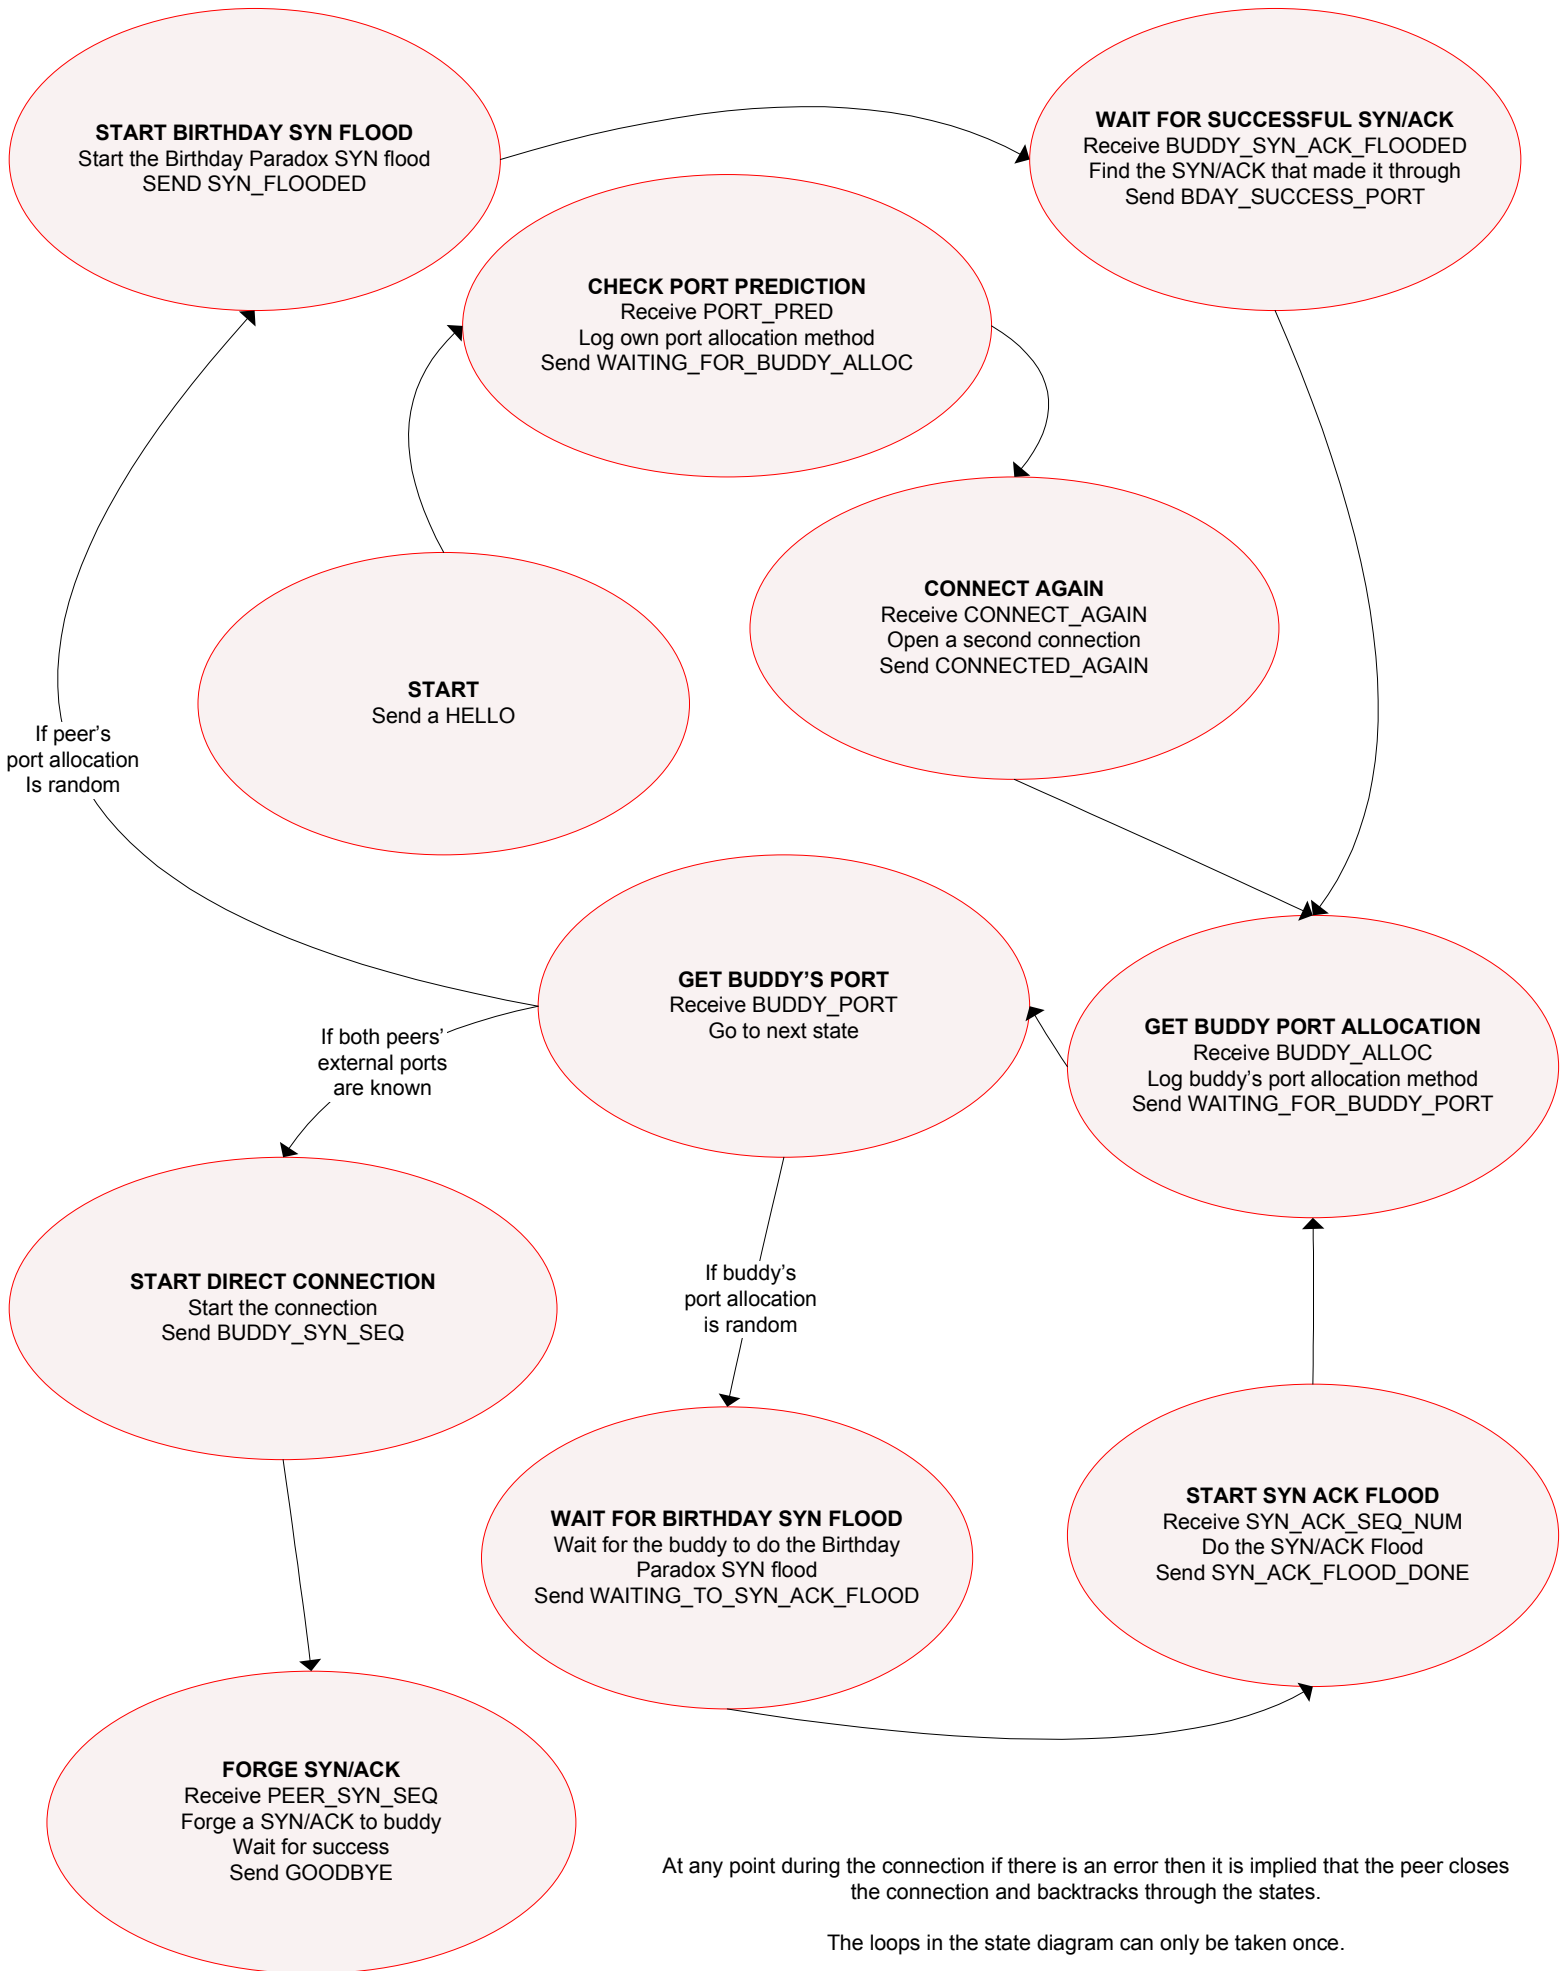 START BIRTHDAY SYN FLOOD
Start the Birthday Paradox SYN flood
SEND SYN_FLOODED
WAIT FOR SUCCESSFUL SYN/ACK
Receive BUDDY_SYN_ACK_FLOODED
Find the SYN/ACK that made it through
Send BDAY_SUCCESS_PORT
CHECK PORT PREDICTION
Receive PORT_PRED
Log own port allocation method
Send WAITING_FOR_BUDDY_ALLOC
CONNECT AGAIN
Receive CONNECT_AGAIN
Open a second connection
Send CONNECTED_AGAIN
START
Send a HELLO
If peer’s
port allocation
Is random
GET BUDDY’S PORT
Receive BUDDY_PORT
Go to next state
GET BUDDY PORT ALLOCATION
Receive BUDDY_ALLOC
Log buddy’s port allocation method
Send WAITING_FOR_BUDDY_PORT
If both peers’
external ports
are known
START DIRECT CONNECTION
Start the connection
Send BUDDY_SYN_SEQ
If buddy’s
port allocation
is random
WAIT FOR BIRTHDAY SYN FLOOD
Wait for the buddy to do the Birthday
Paradox SYN flood
Send WAITING_TO_SYN_ACK_FLOOD
START SYN ACK FLOOD
Receive SYN_ACK_SEQ_NUM
Do the SYN/ACK Flood
Send SYN_ACK_FLOOD_DONE
FORGE SYN/ACK
Receive PEER_SYN_SEQ
Forge a SYN/ACK to buddy
Wait for success
Send GOODBYE
At any point during the connection if there is an error then it is implied that the peer closes
the connection and backtracks through the states.
The loops in the state diagram can only be taken once.